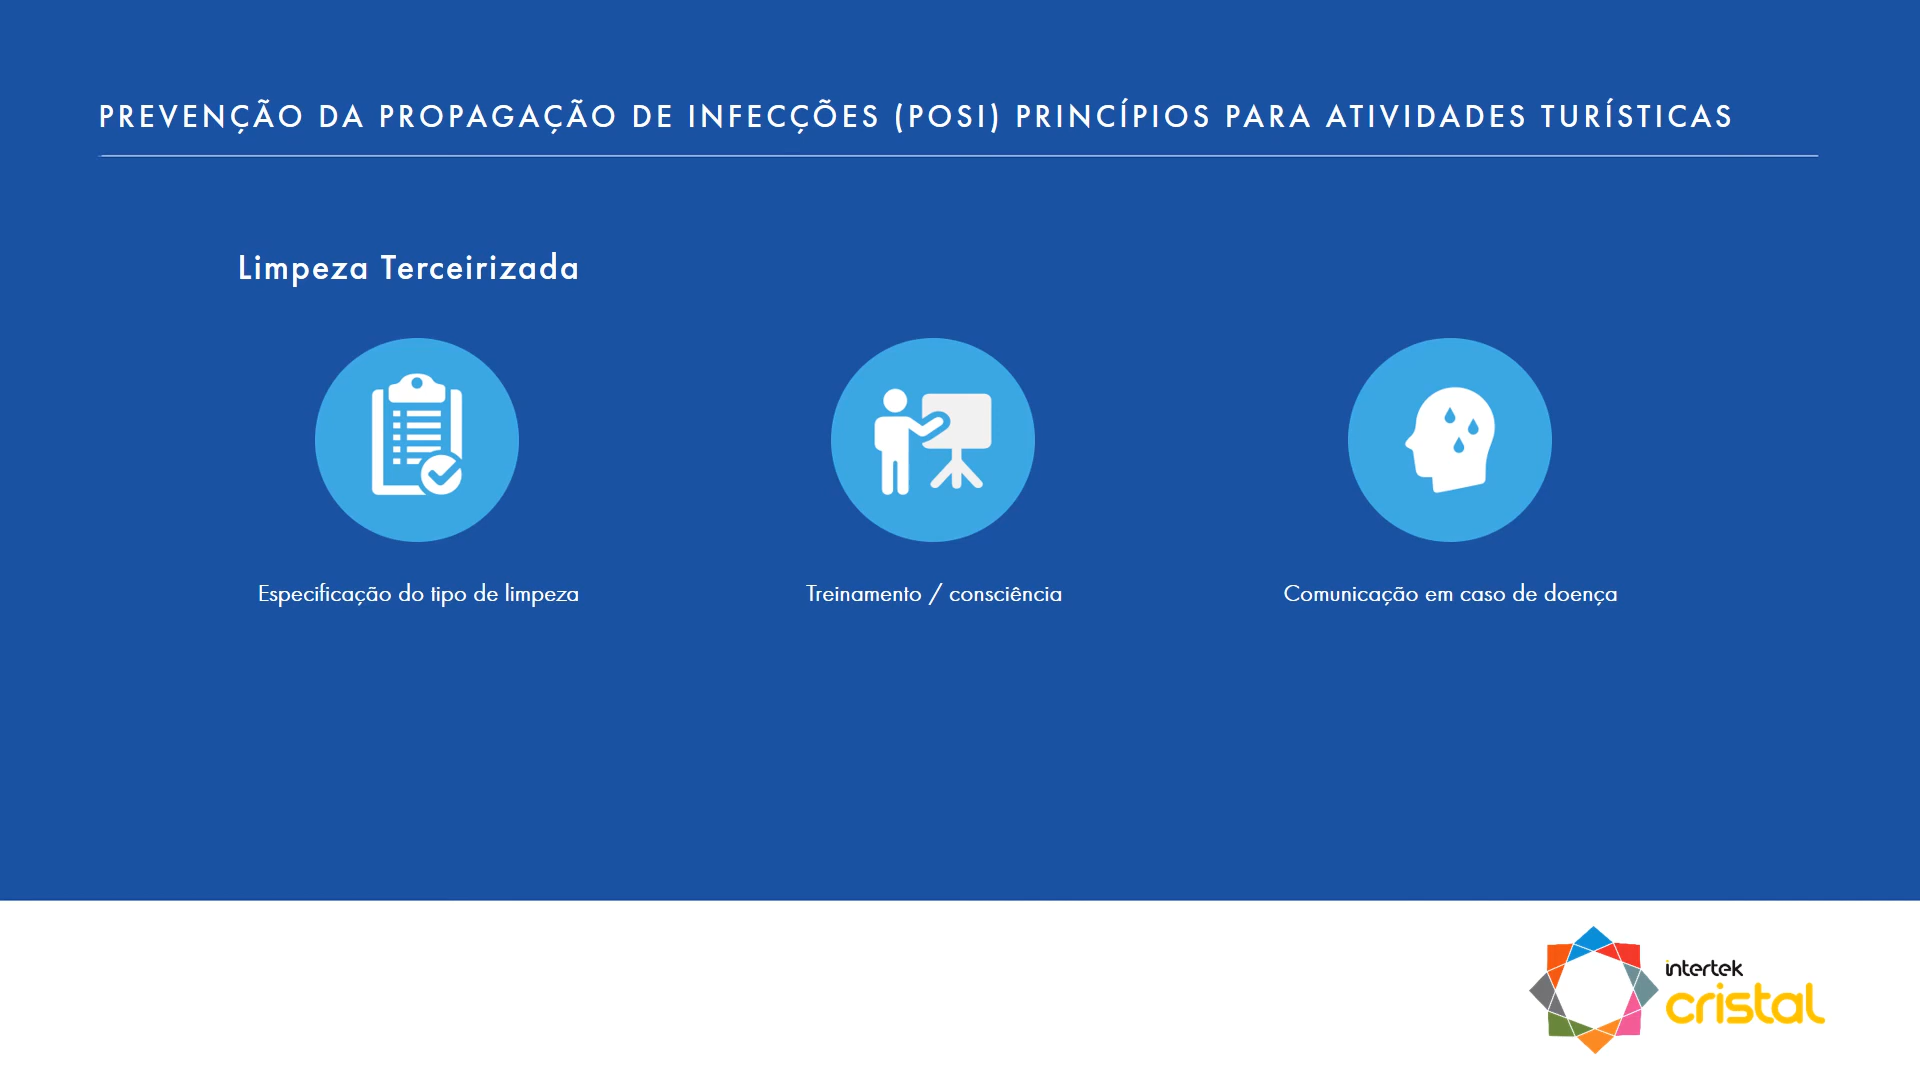 PREVENÇÃO DA PROPAGAÇÃO DE INFECÇÕES (POSI) PRINCÍPIOS PARA ATIVIDADES TURÍSTICAS
Limpeza Terceirizada
Especificação do tipo de limpeza
Treinamento / consciência
Comunicação em caso de doença
intertek
cristal